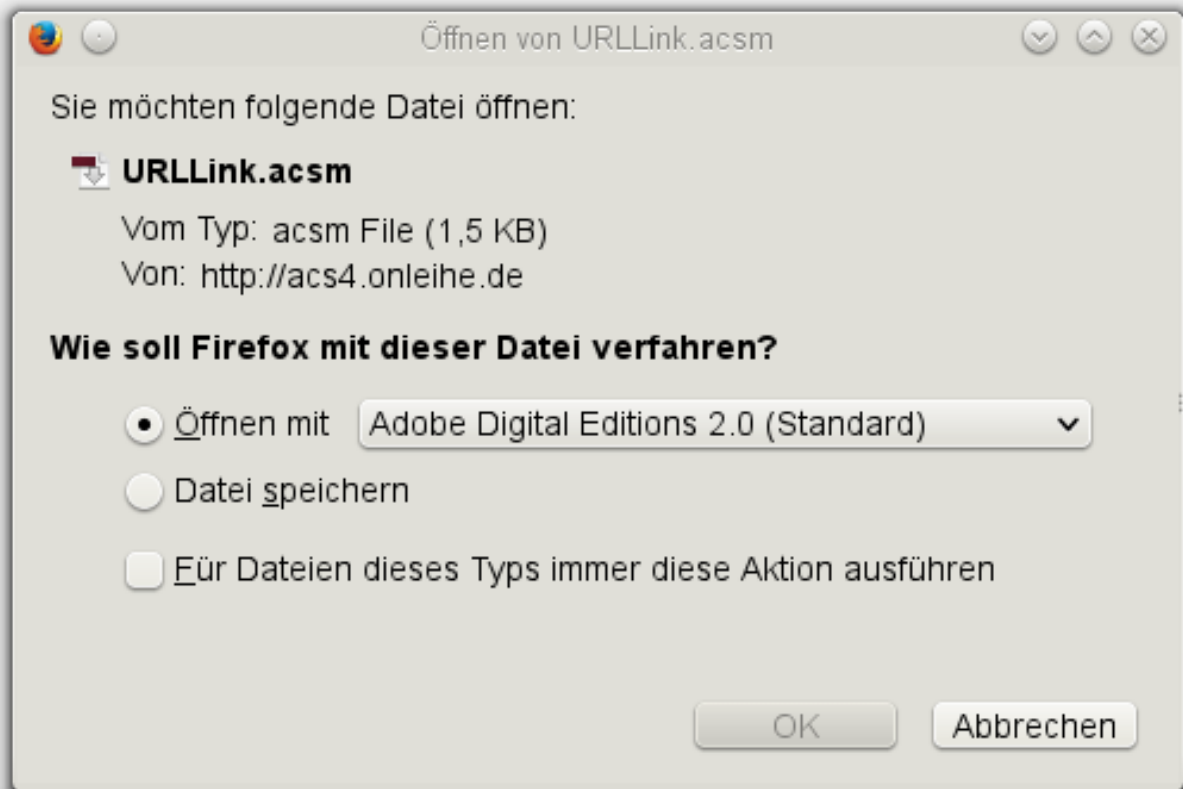 Öffnen von URLLink.acsm
Sie möchten folgende Datei öffnen:
URLLink.acsm
Vom Typ: acsm File (1,5 KB)
Von: http://acs4.onleihe.de
Wie soll Firefox mit dieser Datei verfahren?
Öffnen mit Adobe Digital Editions 2.0 (Standard)
Datei speichern
Für Dateien dieses Typs immer diese Aktion ausführen
OK Abbrechen